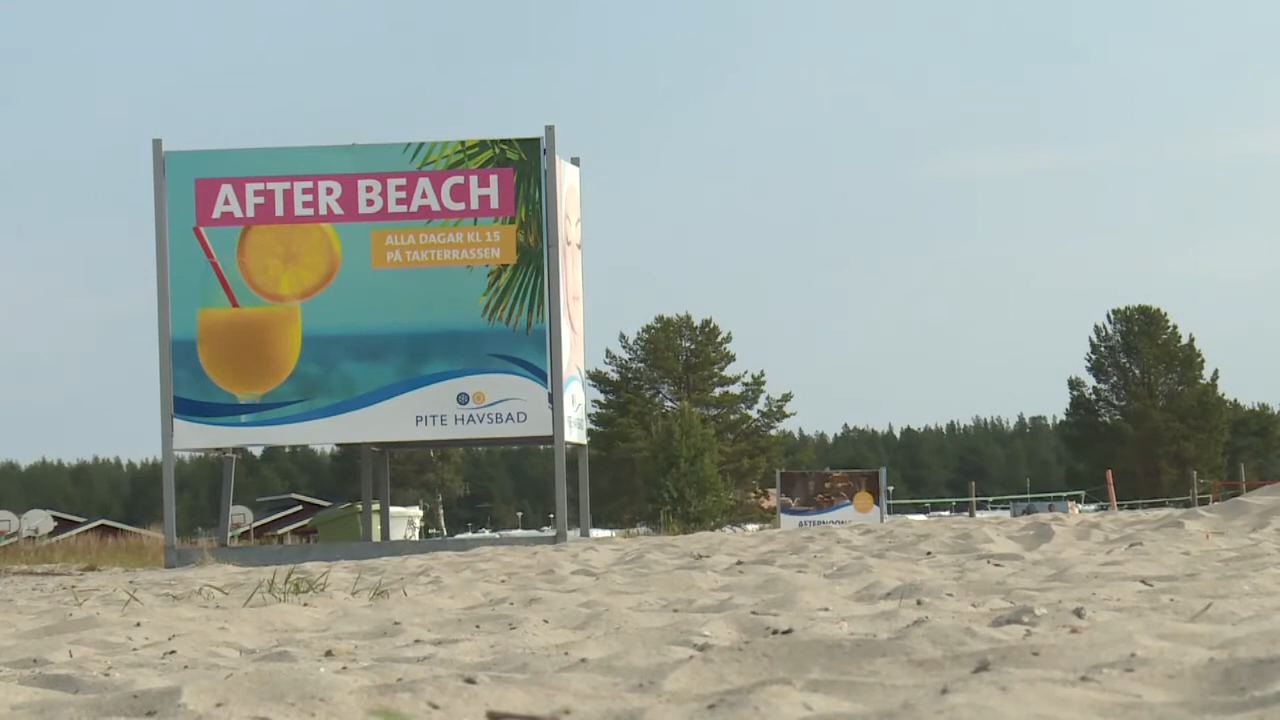 AFTER BEACH
ALLA DAGAR KL 15
PÅ TAKTERRASSEN
PITE HAVSBAD